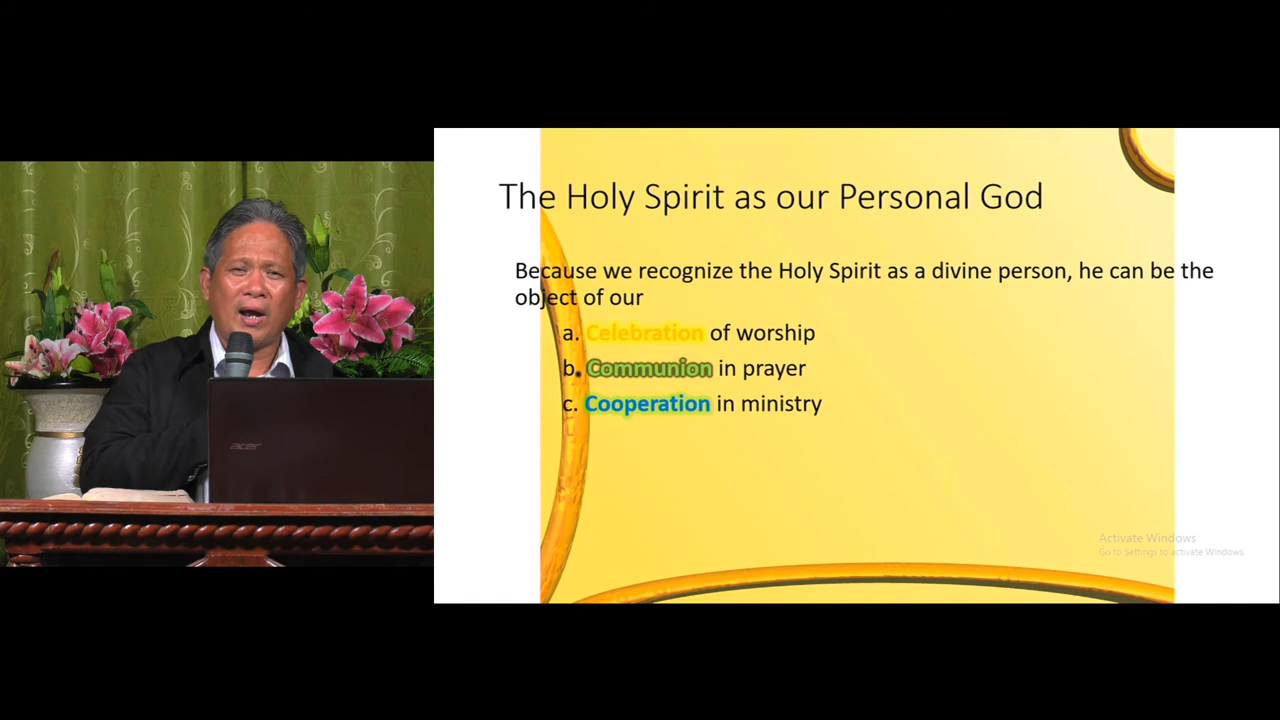 The Holy Spirit as our Personal God
Because we recognize the Holy Spirit as a divine person, he can be the
object of our
a. Celebration of worship
b. Communion in prayer
c. Cooperation in ministry
acer
Activate Windows
Go to Settings to activate Windows.